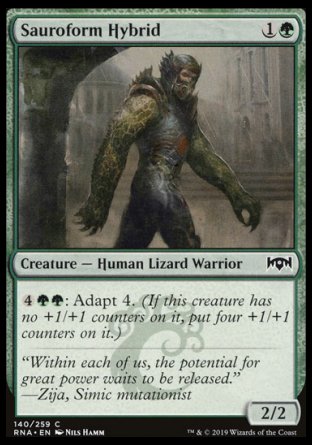 Sauroform Hybrid 1
Creature — Human Lizard Warrior
4: Adapt 4. (If this creature has
no +1/+1 counters on it, put four +1/+1
counters on it.)
“Within each of us, the potential for
great power waits to be released.”
—Zija, Simic mutationist
2/2
140/259 C
RNA • EN NILS HAMM
™ & © 2019 Wizards of the Coast